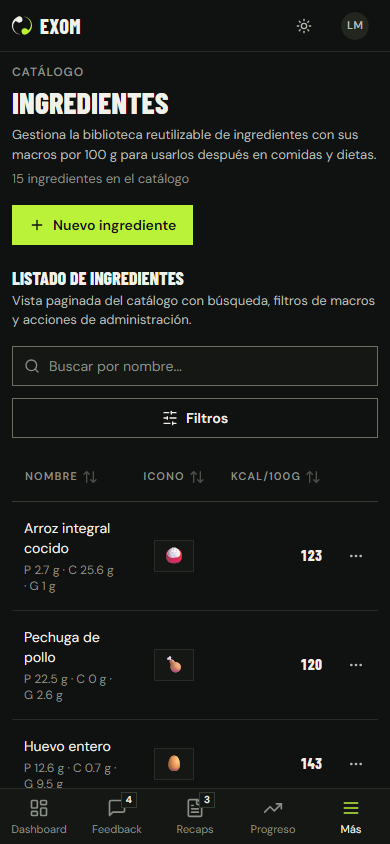 EXOM
LM
CATÁLOGO
INGREDIENTES
Gestiona la biblioteca reutilizable de ingredientes con sus
macros por 100 g para usarlos después en comidas y dietas.
15 ingredientes en el catálogo
+ Nuevo ingrediente
LISTADO DE INGREDIENTES
Vista paginada del catálogo con búsqueda, filtros de macros
y acciones de administración.
Buscar por nombre...
Filtros
NOMBRE ICONO KCAL/100G
Arroz integral
cocido
P 2.7 g · C 25.6 g
· G 1 g
123
Pechuga de
pollo
P 22.5 g · C 0 g ·
G 2.6 g
120
Huevo entero
P 12.6 g · C 0.7 g ·
G 9.5 g
143
4 3
Dashboard Feedback Recaps Progreso Más